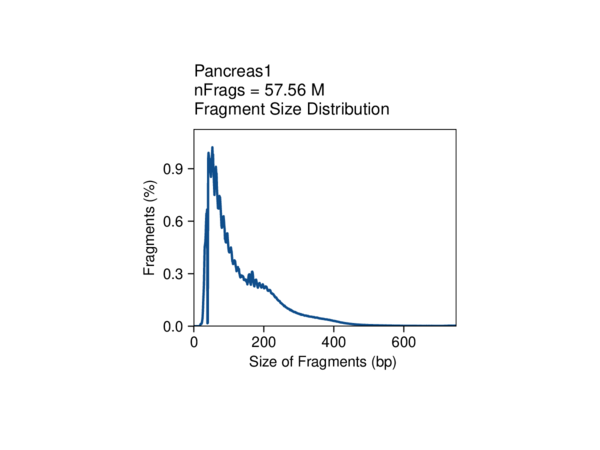 Pancreas1
nFrags = 57.56 M
Fragment Size Distribution
0.9
0.6
0.3
0.0
Fragments (%)
0 200 400 600
Size of Fragments (bp)